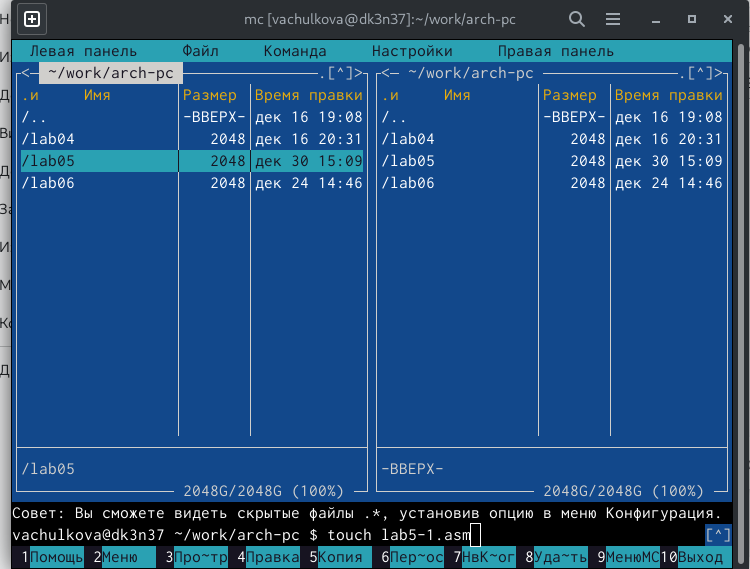 mc [vachulkova@dk3n37]:~/work/arch-pc
Левая панель Файл Команда Настройки Правая панель
<— ~/work/arch-pc .[^]> <— ~/work/arch-pc .[^]>
.и Имя Размер Время правки .и Имя Размер Время правки
/.. -ВВЕРХ- дек 16 19:08 /.. -ВВЕРХ- дек 16 19:08
/lab04 2048 дек 16 20:31 /lab04 2048 дек 16 20:31
/lab05 2048 дек 30 15:09 /lab05 2048 дек 30 15:09
/lab06 2048 дек 24 14:46 /lab06 2048 дек 24 14:46
/lab05 -ВВЕРХ-
2048G/2048G (100%) 2048G/2048G (100%)
Совет: Вы сможете видеть скрытые файлы .*, установив опцию в меню Конфигурация.
vachulkova@dk3n37 ~/work/arch-pc $ touch lab5-1.asm [^]
1Помощь 2Меню 3Про~тр 4Правка 5Копия 6Пер~ос 7НвК~ог 8Уда~ть 9МенюМС 10Выход